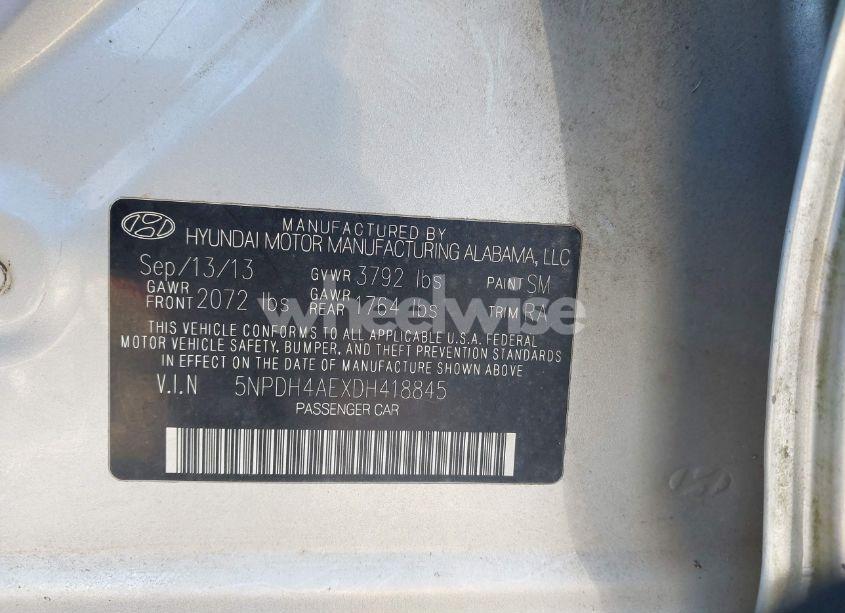 MANUFACTURED BY
HYUNDAI MOTOR MANUFACTURING ALABAMA, LLC
Sep/13/13 GVWR 3792 lbs PAINT SM
GAWR FRONT 2072 lbs GAWR REAR 1764 lbs TRIM RA
wheelwise
THIS VEHICLE CONFORMS TO ALL APPLICABLE U.S.A. FEDERAL
MOTOR VEHICLE SAFETY, BUMPER, AND THEFT PREVENTION STANDARDS
IN EFFECT ON THE DATE OF MANUFACTURE SHOWN ABOVE
V.I.N 5NPDH4AEXDH418845
PASSENGER CAR